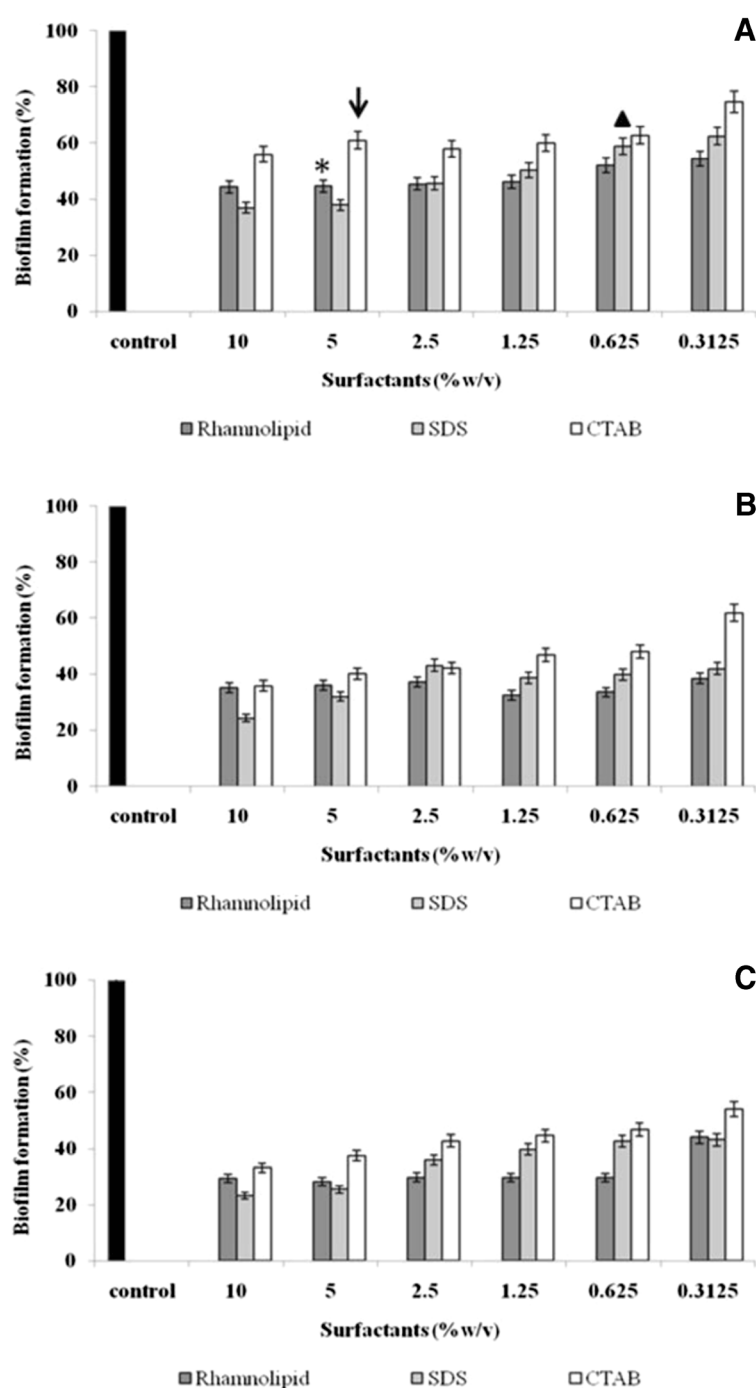 A
100
80
60
40
20
0
Biofilm formation (%)
*
control 10 5 2.5 1.25 0.625 0.3125
Surfactants (% w/v)
Rhamnolipid SDS CTAB
B
100
80
60
40
20
0
Biofilm formation (%)
control 10 5 2.5 1.25 0.625 0.3125
Surfactants (% w/v)
Rhamnolipid SDS CTAB
C
100
80
60
40
20
0
Biofilm formation (%)
control 10 5 2.5 1.25 0.625 0.3125
Surfactants (% w/v)
Rhamnolipid SDS CTAB